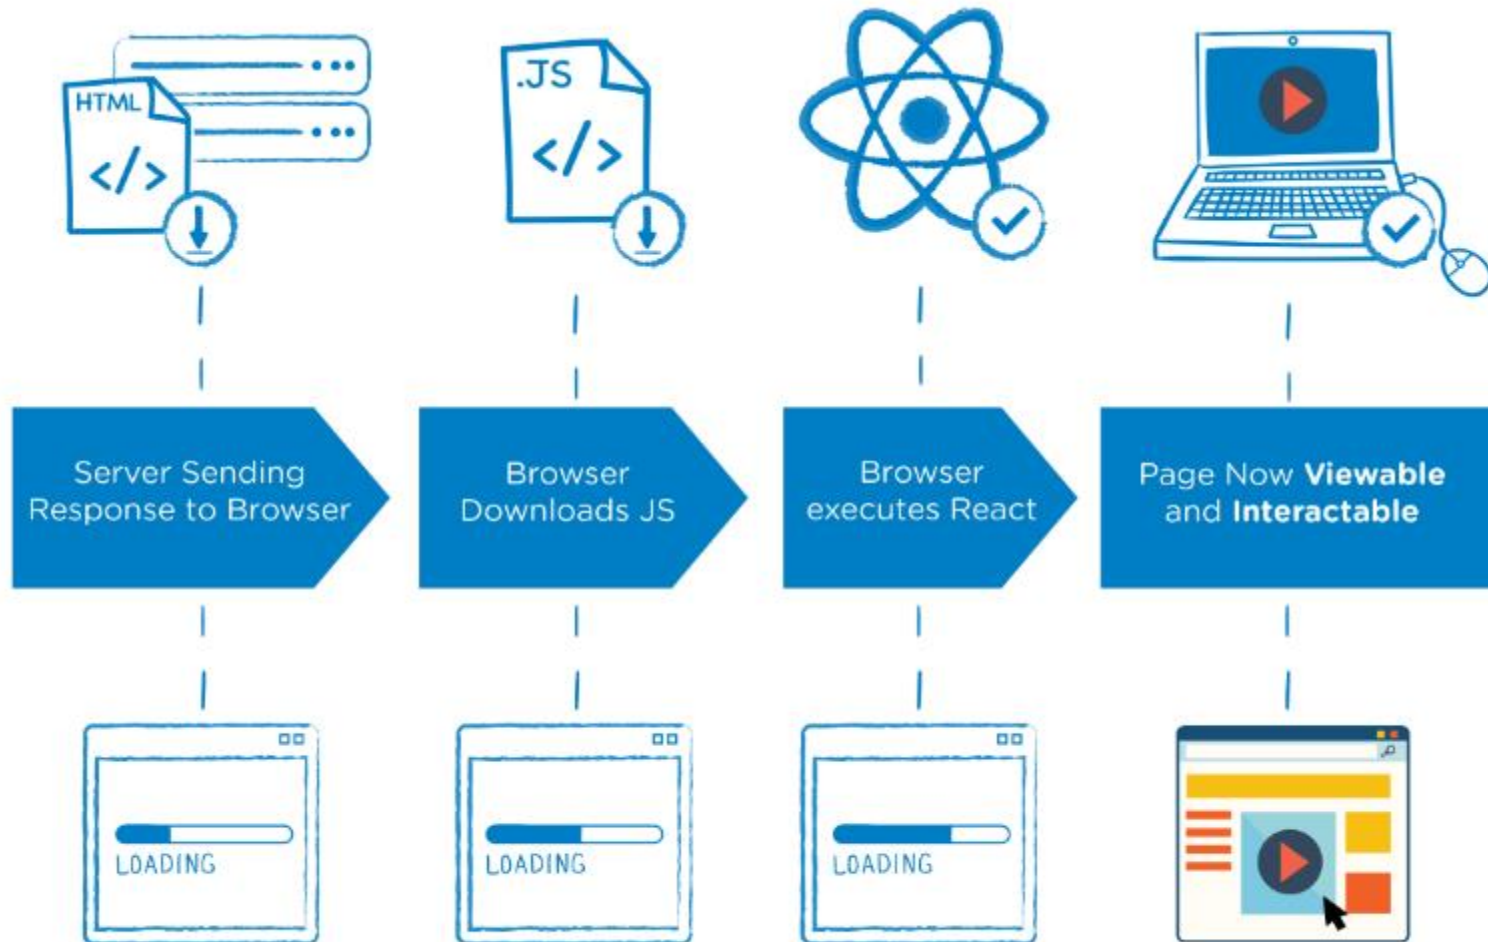 HTML
</>
.JS
</>
Server Sending
Response to Browser
Browser
Downloads JS
Browser
executes React
Page Now Viewable
and Interactable
LOADING
LOADING
LOADING